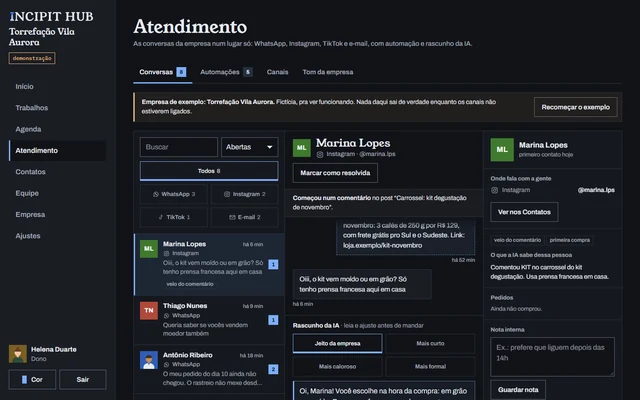 INCIPIT HUB
Torrefação Vila
Aurora
demonstração
Início
Trabalhos
Agenda
Atendimento
Contatos
Equipe
Empresa
Ajustes
Helena Duarte
Dono
Cor
Sair
Atendimento
As conversas da empresa num lugar só: WhatsApp, Instagram, TikTok e e-mail, com automação e rascunho da IA.
Conversas 3
Automações 5
Canais
Tom da empresa
Empresa de exemplo: Torrefação Vila Aurora. Fictícia, pra ver funcionando. Nada daqui sai de verdade enquanto os canais não
estiverem ligados.
Recomeçar o exemplo
Buscar
Abertas
Todos 8
WhatsApp 3
Instagram 2
TikTok 1
E-mail 2
ML
Marina Lopes
há 6 min
Instagram
Oiii, o kit vem moído ou em grão? Só
tenho prensa francesa aqui em casa
1
veio do comentário
TN
Thiago Nunes
há 9 min
WhatsApp
Queria saber se vocês vendem
moedor também
1
Antônio Ribeiro
há 18 min
WhatsApp
O meu pedido do dia 10 ainda não
chegou. O rastreio não mexe desd...
2
ML
Marina Lopes
Instagram · @marina.lps
Marcar como resolvida
Começou num comentário no post "Carrossel: kit degustação
de novembro".
novembro: 3 cafés de 250 g por R$ 129,
com frete grátis pro Sul e o Sudeste. Link:
loja.exemplo/kit-novembro
há 52 min
Oiii, o kit vem moído ou em grão? Só
tenho prensa francesa aqui em casa
há 6 min
Rascunho da IA · leia e ajuste antes de mandar
Jeito da empresa
Mais curto
Mais caloroso
Mais formal
Oi, Marina! Você escolhe na hora da compra: em grão
ML
Marina Lopes
primeiro contato hoje
Onde fala com a gente
Instagram
@marina.lps
Ver nos Contatos
veio do comentário
primeira compra
O que a IA sabe dessa pessoa
Comentou KIT no carrossel do kit
degustação. Usa prensa francesa em casa.
Pedidos
Ainda não comprou.
Nota interna
Ex.: prefere que liguem depois das
14h
Guardar nota